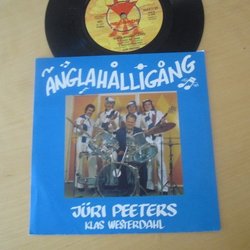 ÄNGLAHÅLLIGÅNG
JÜRI PEETERS
KLAS WESTERDAHL